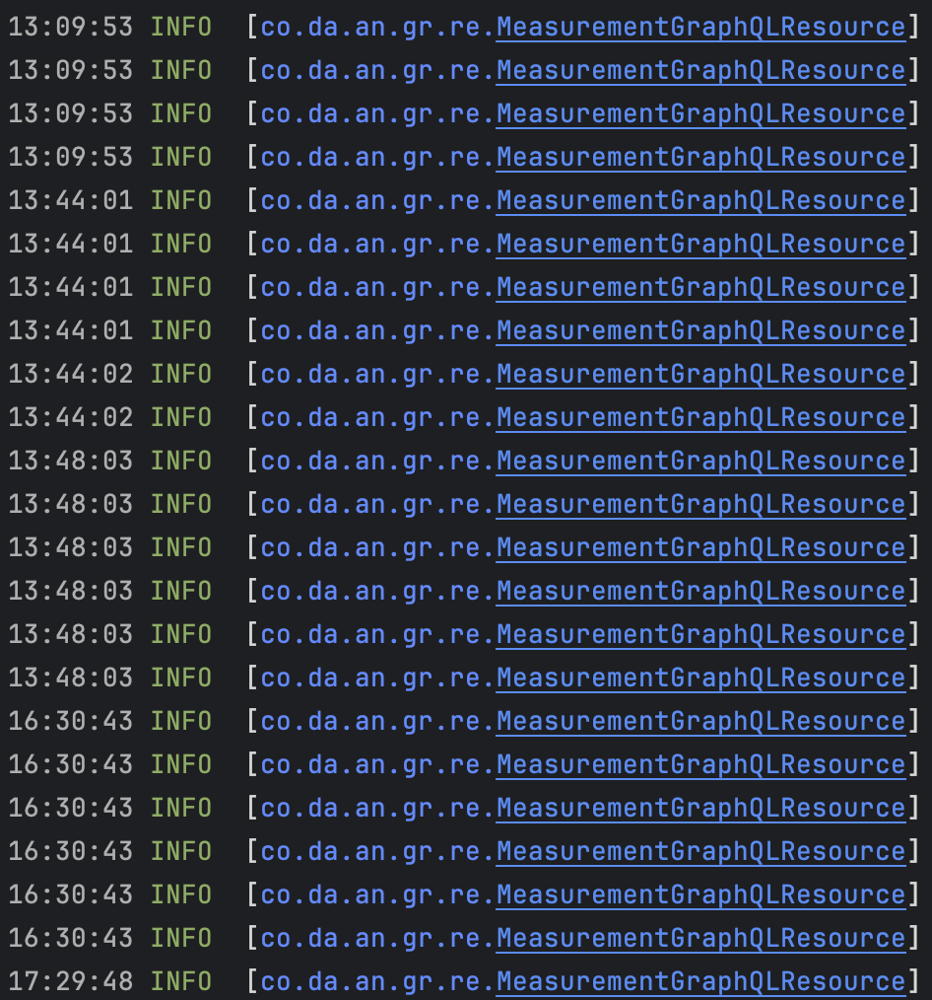 13:09:53 INFO  [co.da.an.gr.re.MeasurementGraphQLResource]
13:09:53 INFO  [co.da.an.gr.re.MeasurementGraphQLResource]
13:09:53 INFO  [co.da.an.gr.re.MeasurementGraphQLResource]
13:09:53 INFO  [co.da.an.gr.re.MeasurementGraphQLResource]
13:44:01 INFO  [co.da.an.gr.re.MeasurementGraphQLResource]
13:44:01 INFO  [co.da.an.gr.re.MeasurementGraphQLResource]
13:44:01 INFO  [co.da.an.gr.re.MeasurementGraphQLResource]
13:44:01 INFO  [co.da.an.gr.re.MeasurementGraphQLResource]
13:44:02 INFO  [co.da.an.gr.re.MeasurementGraphQLResource]
13:44:02 INFO  [co.da.an.gr.re.MeasurementGraphQLResource]
13:48:03 INFO  [co.da.an.gr.re.MeasurementGraphQLResource]
13:48:03 INFO  [co.da.an.gr.re.MeasurementGraphQLResource]
13:48:03 INFO  [co.da.an.gr.re.MeasurementGraphQLResource]
13:48:03 INFO  [co.da.an.gr.re.MeasurementGraphQLResource]
13:48:03 INFO  [co.da.an.gr.re.MeasurementGraphQLResource]
13:48:03 INFO  [co.da.an.gr.re.MeasurementGraphQLResource]
16:30:43 INFO  [co.da.an.gr.re.MeasurementGraphQLResource]
16:30:43 INFO  [co.da.an.gr.re.MeasurementGraphQLResource]
16:30:43 INFO  [co.da.an.gr.re.MeasurementGraphQLResource]
16:30:43 INFO  [co.da.an.gr.re.MeasurementGraphQLResource]
16:30:43 INFO  [co.da.an.gr.re.MeasurementGraphQLResource]
16:30:43 INFO  [co.da.an.gr.re.MeasurementGraphQLResource]
17:29:48 INFO  [co.da.an.gr.re.MeasurementGraphQLResource]